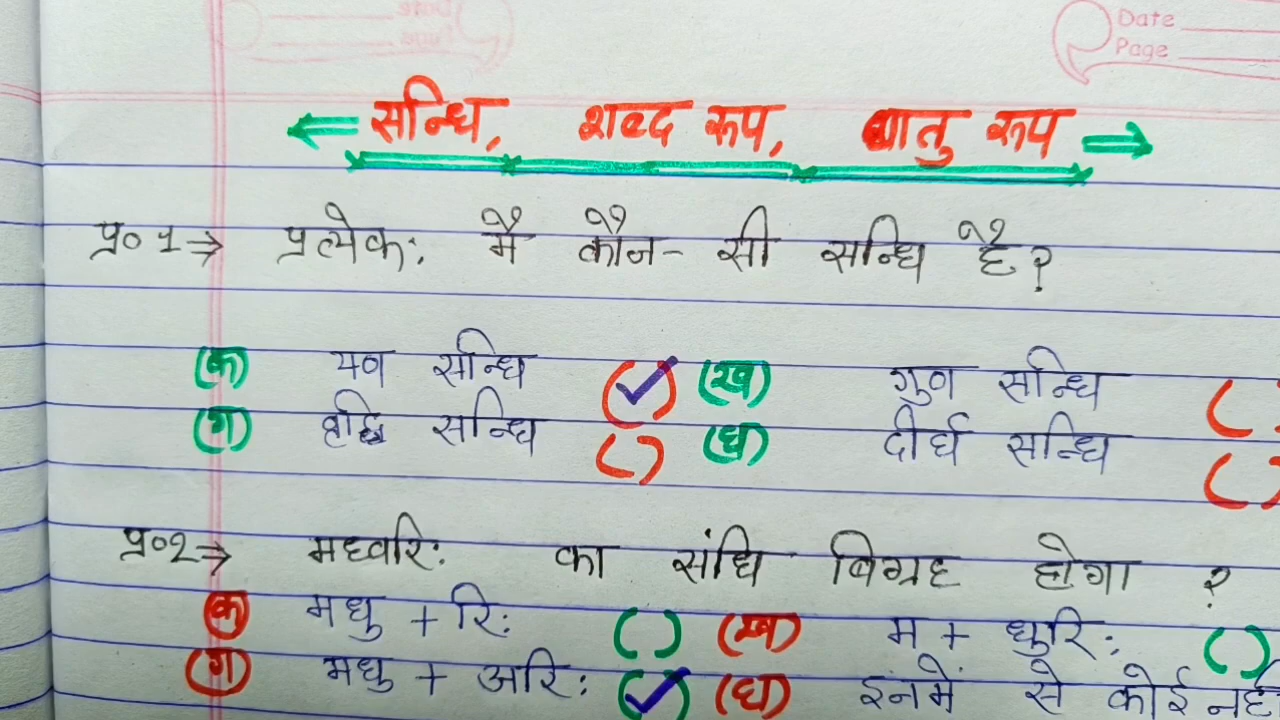 Date
Page
सन्धि, शब्द रूप, धातु रूप
प्र० 1⇒ प्रत्येक: मै कौन- सी सन्धि है?
(क) यण सन्धि (✓) (ख) गुण सन्धि ( )
(ग) वृद्धि सन्धि ( ) (घ) दीर्घ सन्धि ( )
प्र०2⇒ मध्वरि: का संधि बिग्रह होगा ?
(क) मधु + रि: ( ) (ख) म + धुरि: ( )
(ग) मधु + अरि: (✓) (घ) इनमें से कोई नही